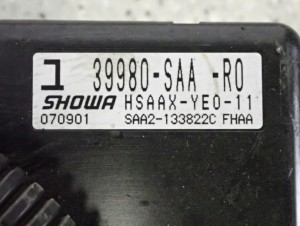 1 39980-SAA -R0
SHOWA HSAAX-YE0-11
070901 SAA2-133822C FHAA